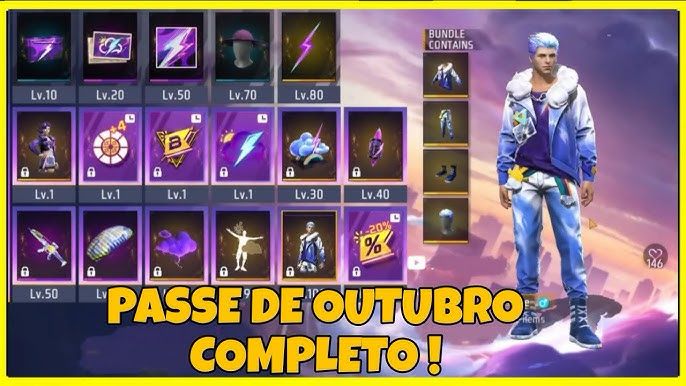 BUNDLE
CONTAINS
Lv.10 Lv.20 Lv.50 Lv.70 Lv.80
x4 B
Lv.1 Lv.1 Lv.1 Lv.1 Lv.30 Lv.40
-20%
%
146
Lv.50
PASSE DE OUTUBRO
COMPLETO !